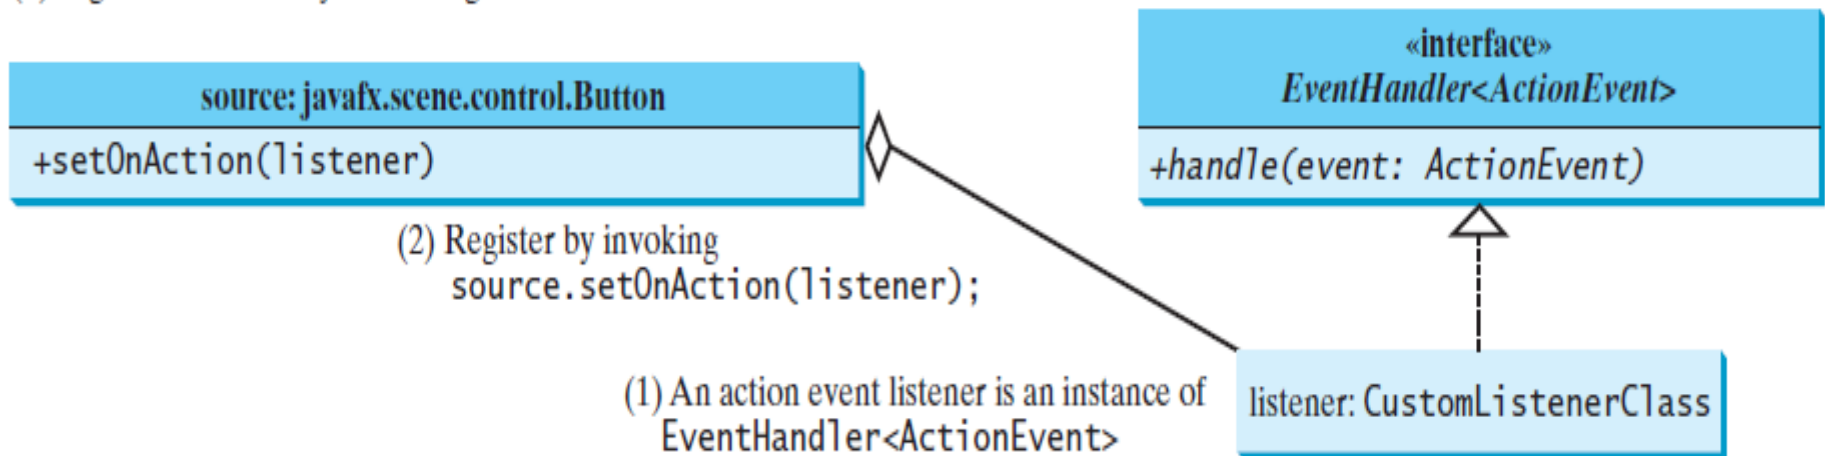 source: javafx.scene.control.Button
+setOnAction(listener)
«interface»
EventHandler<ActionEvent>
+handle(event: ActionEvent)
(2) Register by invoking
source.setOnAction(listener);
(1) An action event listener is an instance of
EventHandler<ActionEvent>
listener: CustomListenerClass